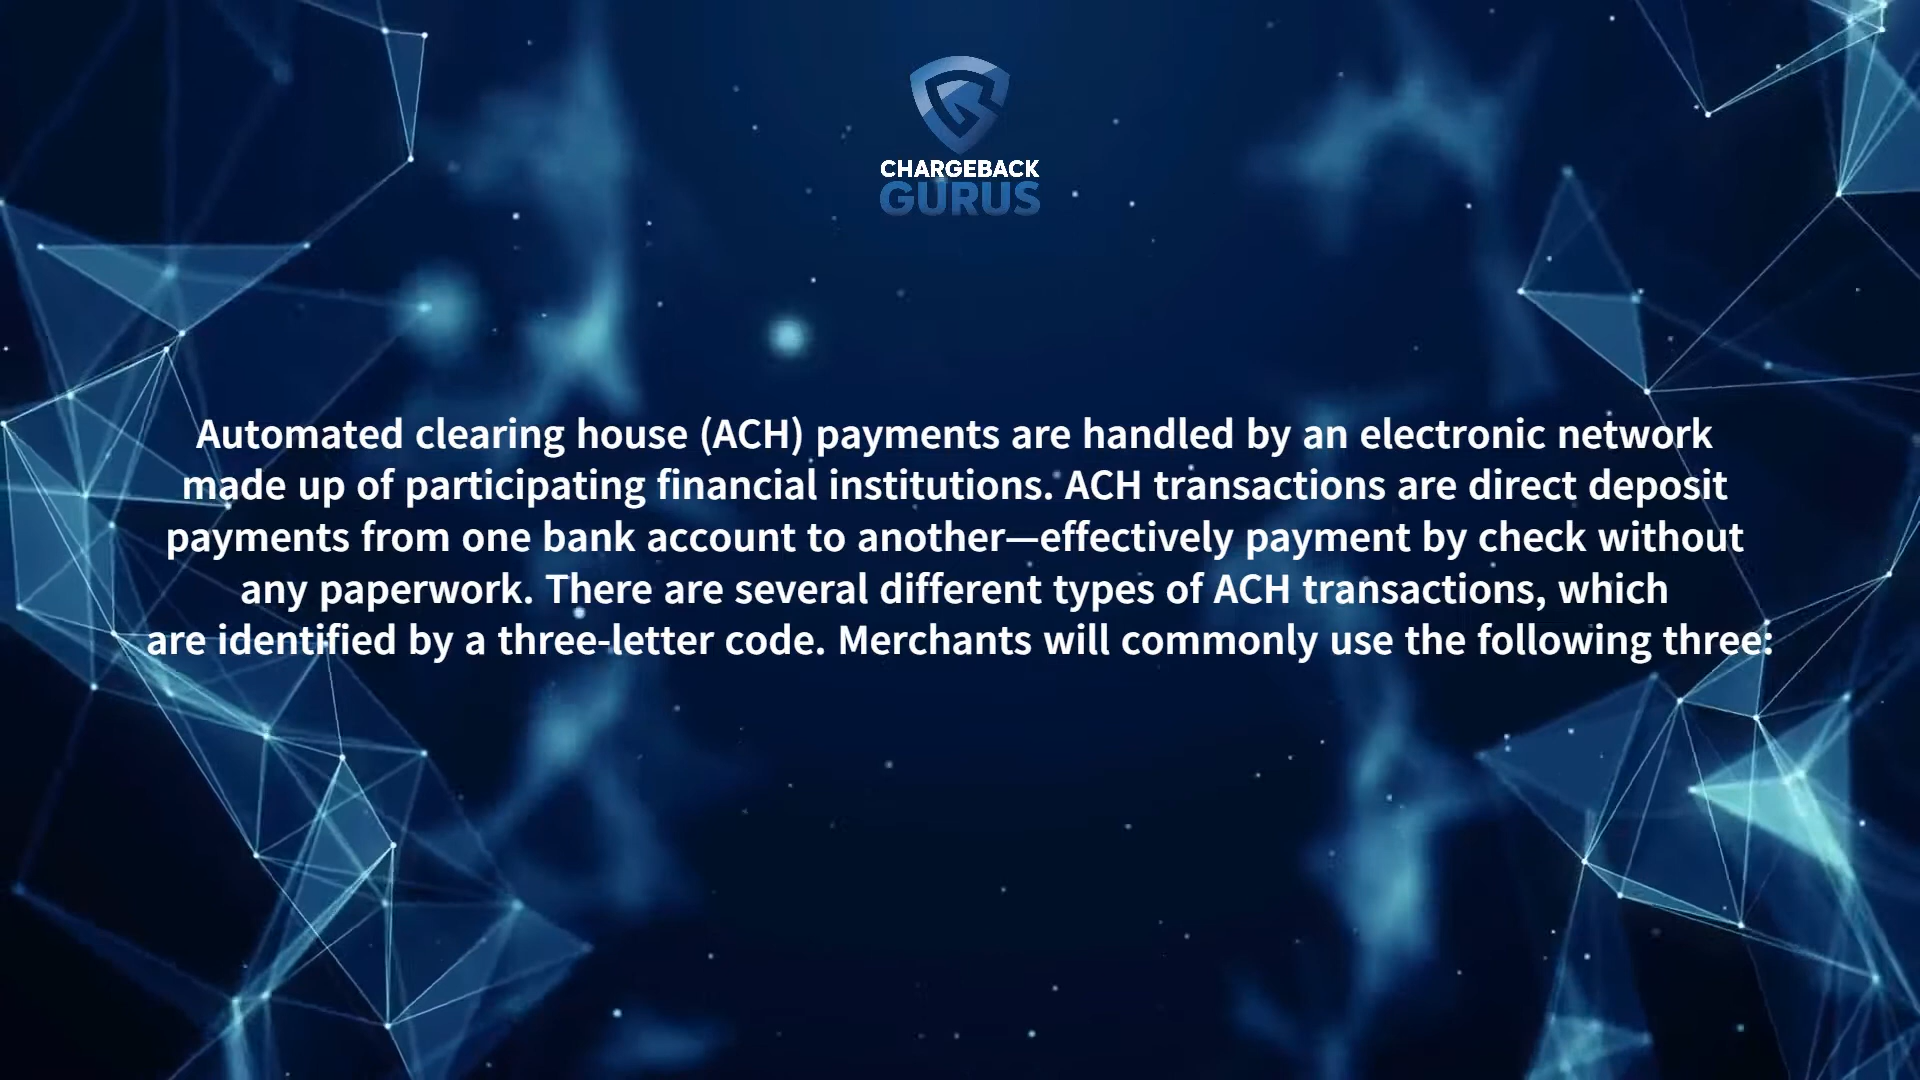 CHARGEBACK
GURUS
Automated clearing house (ACH) payments are handled by an electronic network
made up of participating financial institutions. ACH transactions are direct deposit
payments from one bank account to another—effectively payment by check without
any paperwork. There are several different types of ACH transactions, which
are identified by a three-letter code. Merchants will commonly use the following three: